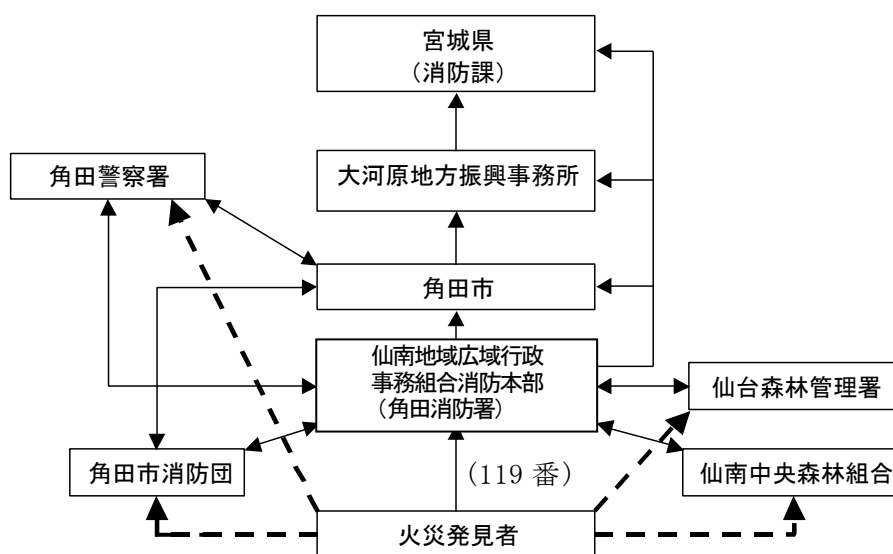 宮城県
（消防課）
角田警察署
大河原地方振興事務所
角田市
仙南地域広域行政
事務組合消防本部
（角田消防署）
仙台森林管理署
角田市消防団
（119 番）
仙南中央森林組合
火災発見者